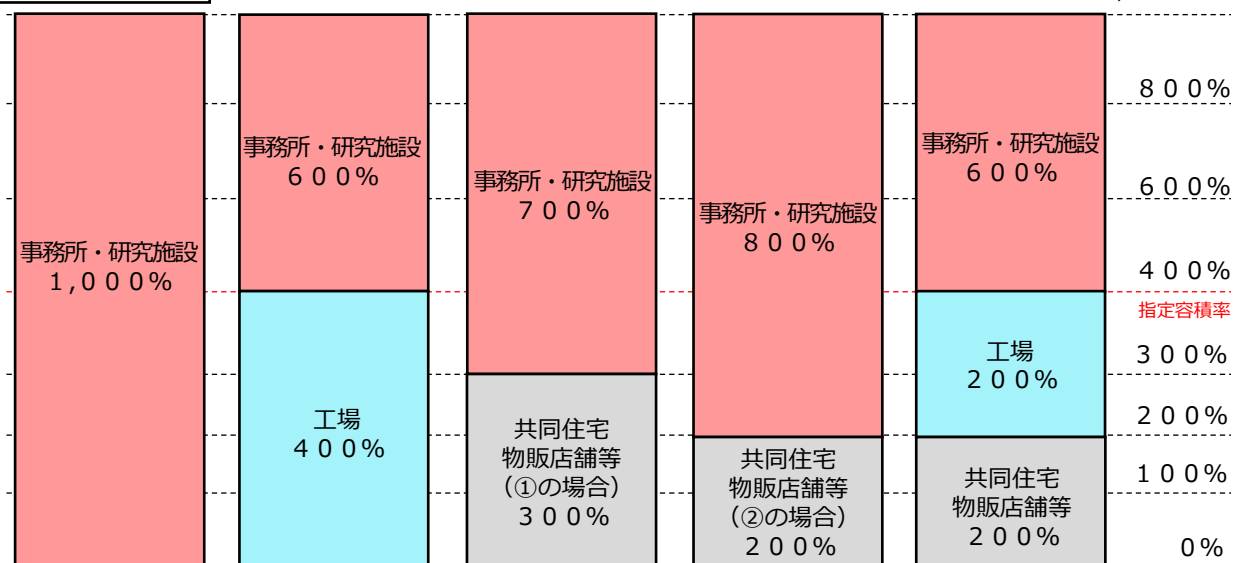 事務所・研究施設
1,000%
事務所・研究施設
600%
工場
400%
事務所・研究施設
700%
共同住宅
物販店舗等
(①の場合)
300%
事務所・研究施設
800%
共同住宅
物販店舗等
(②の場合)
200%
事務所・研究施設
600%
工場
200%
共同住宅
物販店舗等
200%
800%
600%
400%
指定容積率
300%
200%
100%
0%